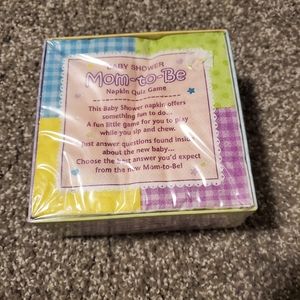 BABY SHOWER
Mom-to-Be
Napkin Quiz Game
This Baby Shower napkin offers
something fun to do...
A fun little game for you to play
while you sip and chew.
Just answer questions found inside
about the new baby...
Choose the best answer you'd expect
from the new Mom-to-Be!